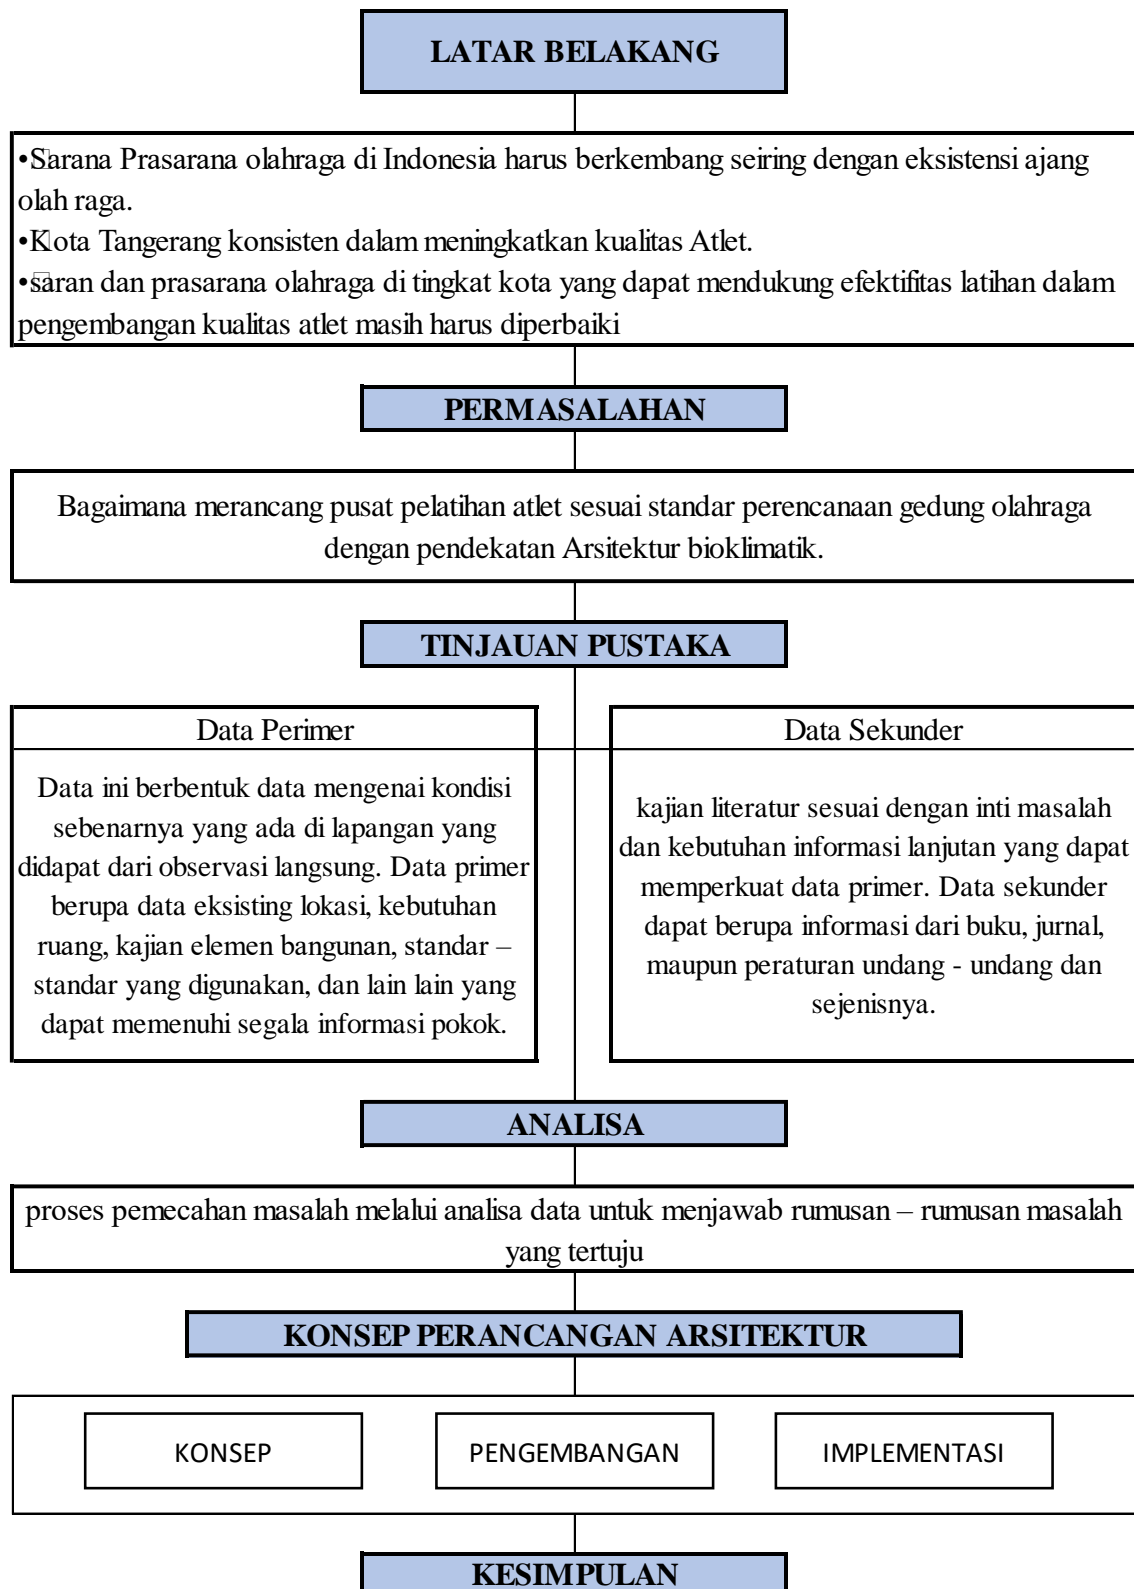 LATAR BELAKANG
•Sarana Prasarana olahraga di Indonesia harus berkembang seiring dengan eksistensi ajang
olah raga.
•Kota Tangerang konsisten dalam meningkatkan kualitas Atlet.
•saran dan prasarana olahraga di tingkat kota yang dapat mendukung efektifitas latihan dalam
pengembangan kualitas atlet masih harus diperbaiki
PERMASALAHAN
Bagaimana merancang pusat pelatihan atlet sesuai standar perencanaan gedung olahraga
dengan pendekatan Arsitektur bioklimatik.
TINJAUAN PUSTAKA
Data Perimer
Data ini berbentuk data mengenai kondisi
sebenarnya yang ada di lapangan yang
didapat dari observasi langsung. Data primer
berupa data eksisting lokasi, kebutuhan
ruang, kajian elemen bangunan, standar –
standar yang digunakan, dan lain lain yang
dapat memenuhi segala informasi pokok.
Data Sekunder
kajian literatur sesuai dengan inti masalah
dan kebutuhan informasi lanjutan yang dapat
memperkuat data primer. Data sekunder
dapat berupa informasi dari buku, jurnal,
maupun peraturan undang - undang dan
sejenisnya.
ANALISA
proses pemecahan masalah melalui analisa data untuk menjawab rumusan – rumusan masalah
yang tertuju
KONSEP PERANCANGAN ARSITEKTUR
KONSEP
PENGEMBANGAN
IMPLEMENTASI
KESIMPULAN